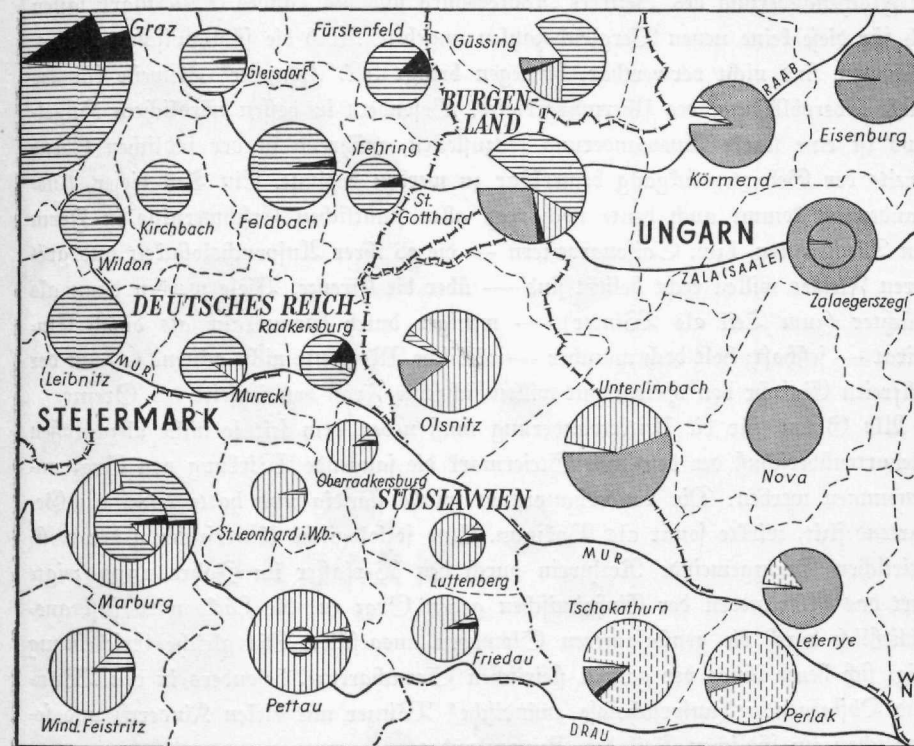 Graz
Fürstenfeld
Güssing
Gleisdorf
BURGEN-
LAND
RAAB
Eisenburg
Körmend
Fehring
Feldbach
St.
Gotthard
Kirchbach
Wildon
UNGARN
ZALA (SAALE)
Zalaegerszegi
DEUTSCHES REICH
Radkersburg
MUR
Leibnitz
Mureck
Olsnitz
Unterlimbach
STEIERMARK
Nova
Oberradkersburg
SÜDSLAWIEN
St.Leonhard i. W.B.
MUR
Luttenberg
Marburg
Tschakathurn
Letenye
Friedau
Pettau
Wind. Feistritz
DRAU
Perlak
N
W